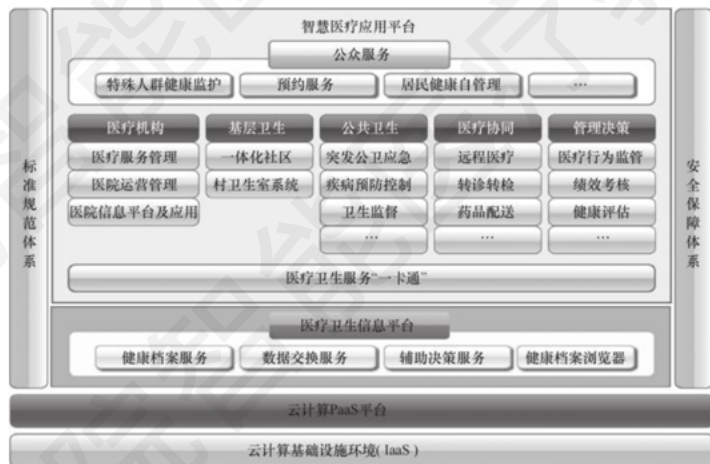 智慧医疗应用平台
公众服务
特殊人群健康监护 预约服务 居民健康自管理 …
医疗机构 基层卫生 公共卫生 医疗协同 管理决策
医疗服务管理 一体化社区 突发公卫应急 远程医疗 医疗行为监管
医院运营管理 村卫生室系统 疾病预防控制 转诊转检 绩效考核
医院信息平台及应用 卫生监督 药品配送 健康评估
… … …
医疗卫生服务“一卡通”
医疗卫生信息平台
健康档案服务 数据交换服务 辅助决策服务 健康档案浏览器
标准规范体系
安全保障体系
云计算PaaS平台
云计算基础设施环境( IaaS )